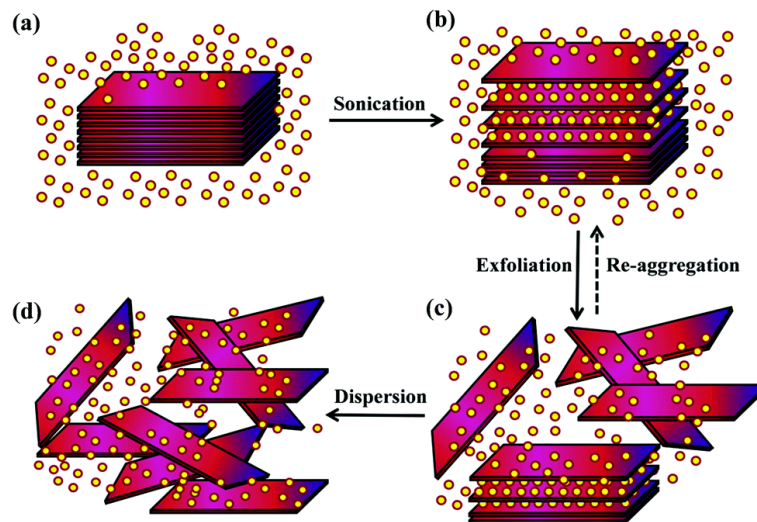 (a)
(b)
Sonication
Exfoliation
Re-aggregation
(d)
(c)
Dispersion